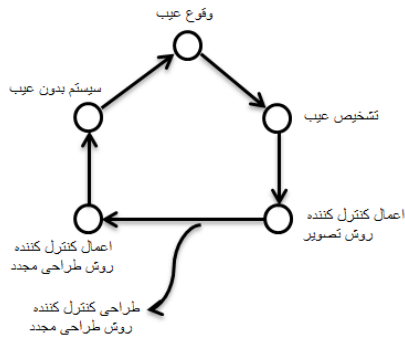 وقوع عیب
سیستم بدون عیب
تشخیص عیب
اعمال کنترل کننده
روش تصویر
اعمال کنترل کننده
روش طراحی مجدد
طراحی کنترل کننده
روش طراحی مجدد